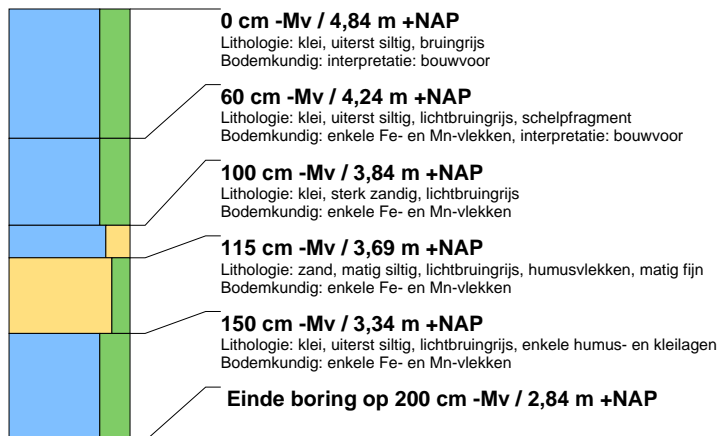 0 cm -Mv / 4,84 m +NAP
Lithologie: klei, uiterst siltig, bruingrijs
Bodemkundig: interpretatie: bouwvoor
60 cm -Mv / 4,24 m +NAP
Lithologie: klei, uiterst siltig, lichtbruingrijs, schelpfragment
Bodemkundig: enkele Fe- en Mn-vlekken, interpretatie: bouwvoor
100 cm -Mv / 3,84 m +NAP
Lithologie: klei, sterk zandig, lichtbruingrijs
Bodemkundig: enkele Fe- en Mn-vlekken
115 cm -Mv / 3,69 m +NAP
Lithologie: zand, matig siltig, lichtbruingrijs, humusvlekken, matig fijn
Bodemkundig: enkele Fe- en Mn-vlekken
150 cm -Mv / 3,34 m +NAP
Lithologie: klei, uiterst siltig, lichtbruingrijs, enkele humus- en kleilagen
Bodemkundig: enkele Fe- en Mn-vlekken
Einde boring op 200 cm -Mv / 2,84 m +NAP